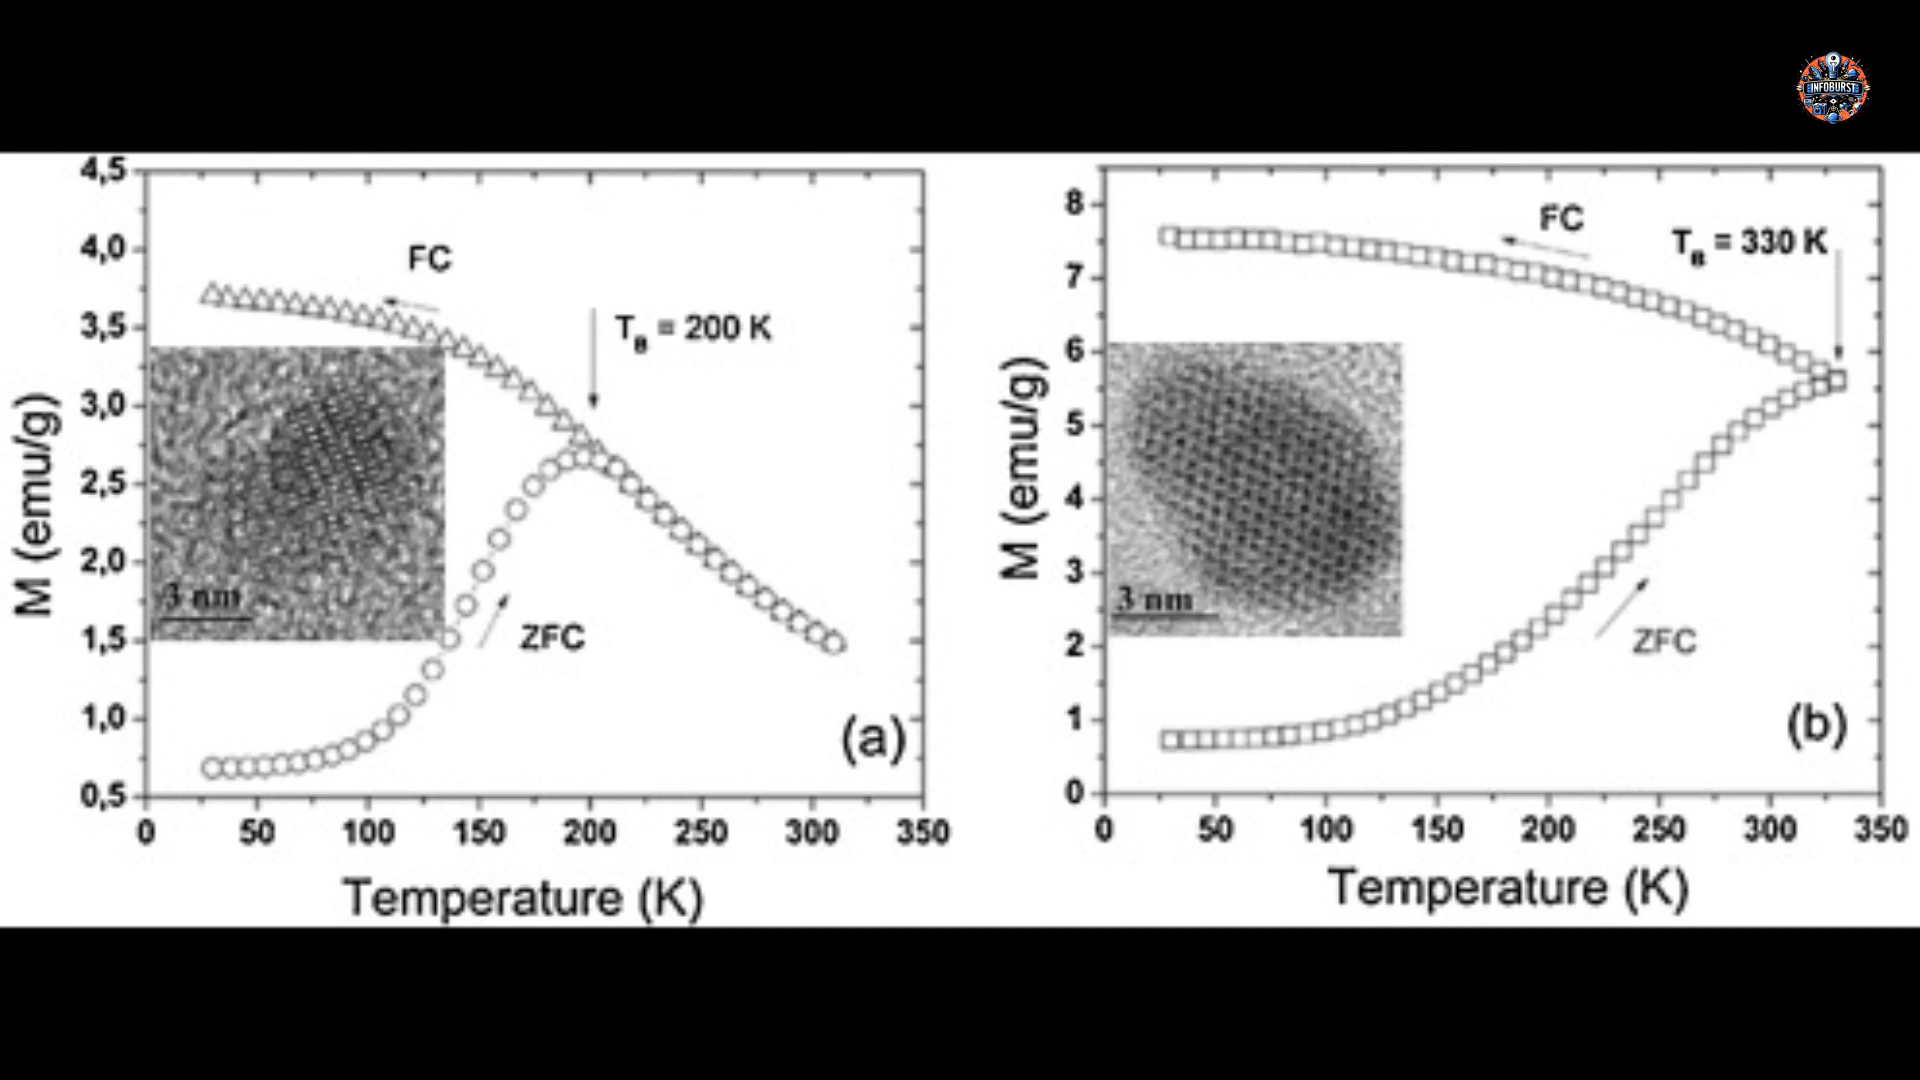 INFOBURST
4,5
4,0
3,5
3,0
2,5
2,0
1,5
1,0
0,5
M (emu/g)
FC
T_B = 200 K
3 nm
ZFC
(a)
0 50 100 150 200 250 300 350
Temperature (K)
8
7
6
5
4
3
2
1
0
M (emu/g)
FC
T_B = 330 K
3 nm
ZFC
(b)
0 50 100 150 200 250 300 350
Temperature (K)